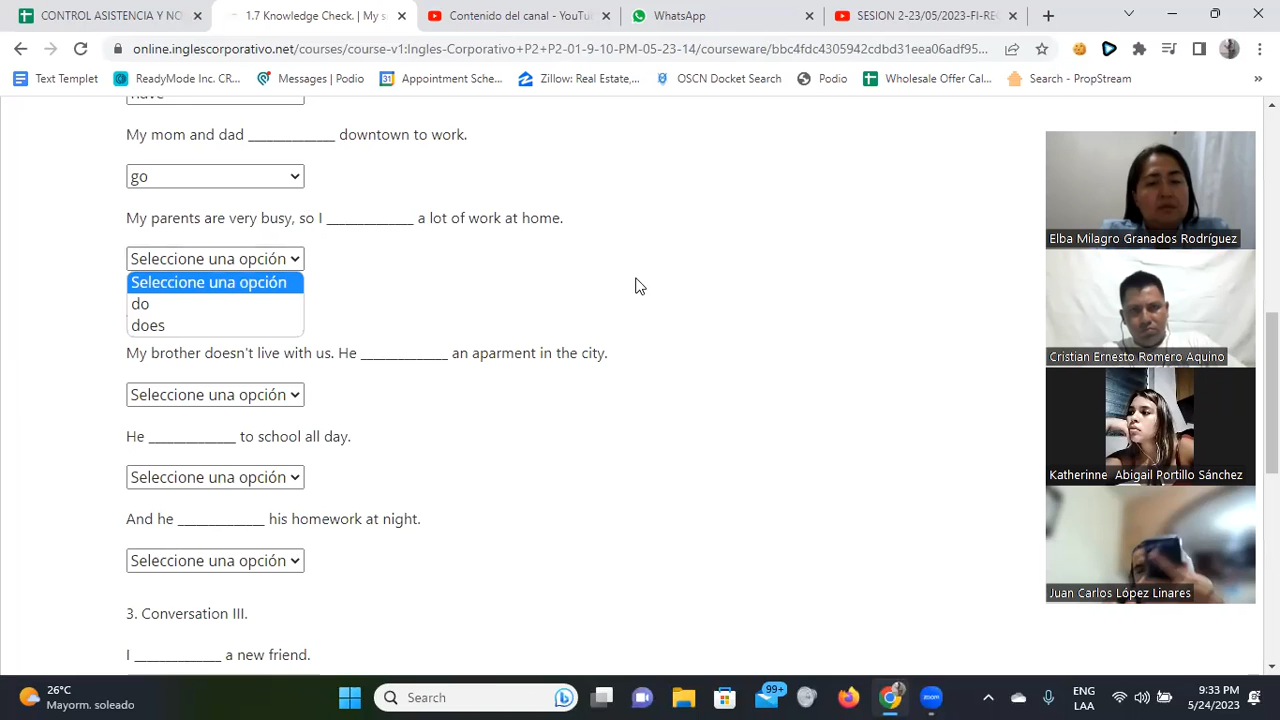 CONTROL ASISTENCIA Y NO
1.7 Knowledge Check. | My s
Contenido del canal - YouTu
WhatsApp
SESION 2-23/05/2023-FI-REC
online.inglescorporativo.net/courses/course-v1:Ingles-Corporativo+P2+P2-01-9-10-PM-05-23-14/courseware/bbc4fdc4305942cdbd31eea06adf95...
Text Templet
ReadyMode Inc. CR...
Messages | Podio
Appointment Sche...
Zillow: Real Estate,...
OSCN Docket Search
Podio
Wholesale Offer Cal...
Search - PropStream
»
have
My mom and dad _____________ downtown to work.
go
My parents are very busy, so I _____________ a lot of work at home.
Seleccione una opción
Seleccione una opción
do
does
My brother doesn't live with us. He _____________ an aparment in the city.
Seleccione una opción
He _____________ to school all day.
Seleccione una opción
And he _____________ his homework at night.
Seleccione una opción
3. Conversation III.
I _____________ a new friend.
Elba Milagro Granados Rodríguez
Cristian Ernesto Romero Aquino
Katherinne Abigail Portillo Sánchez
Juan Carlos López Linares
26°C
Mayorm. soleado
Search
99+
ENG
LAA
9:33 PM
5/24/2023